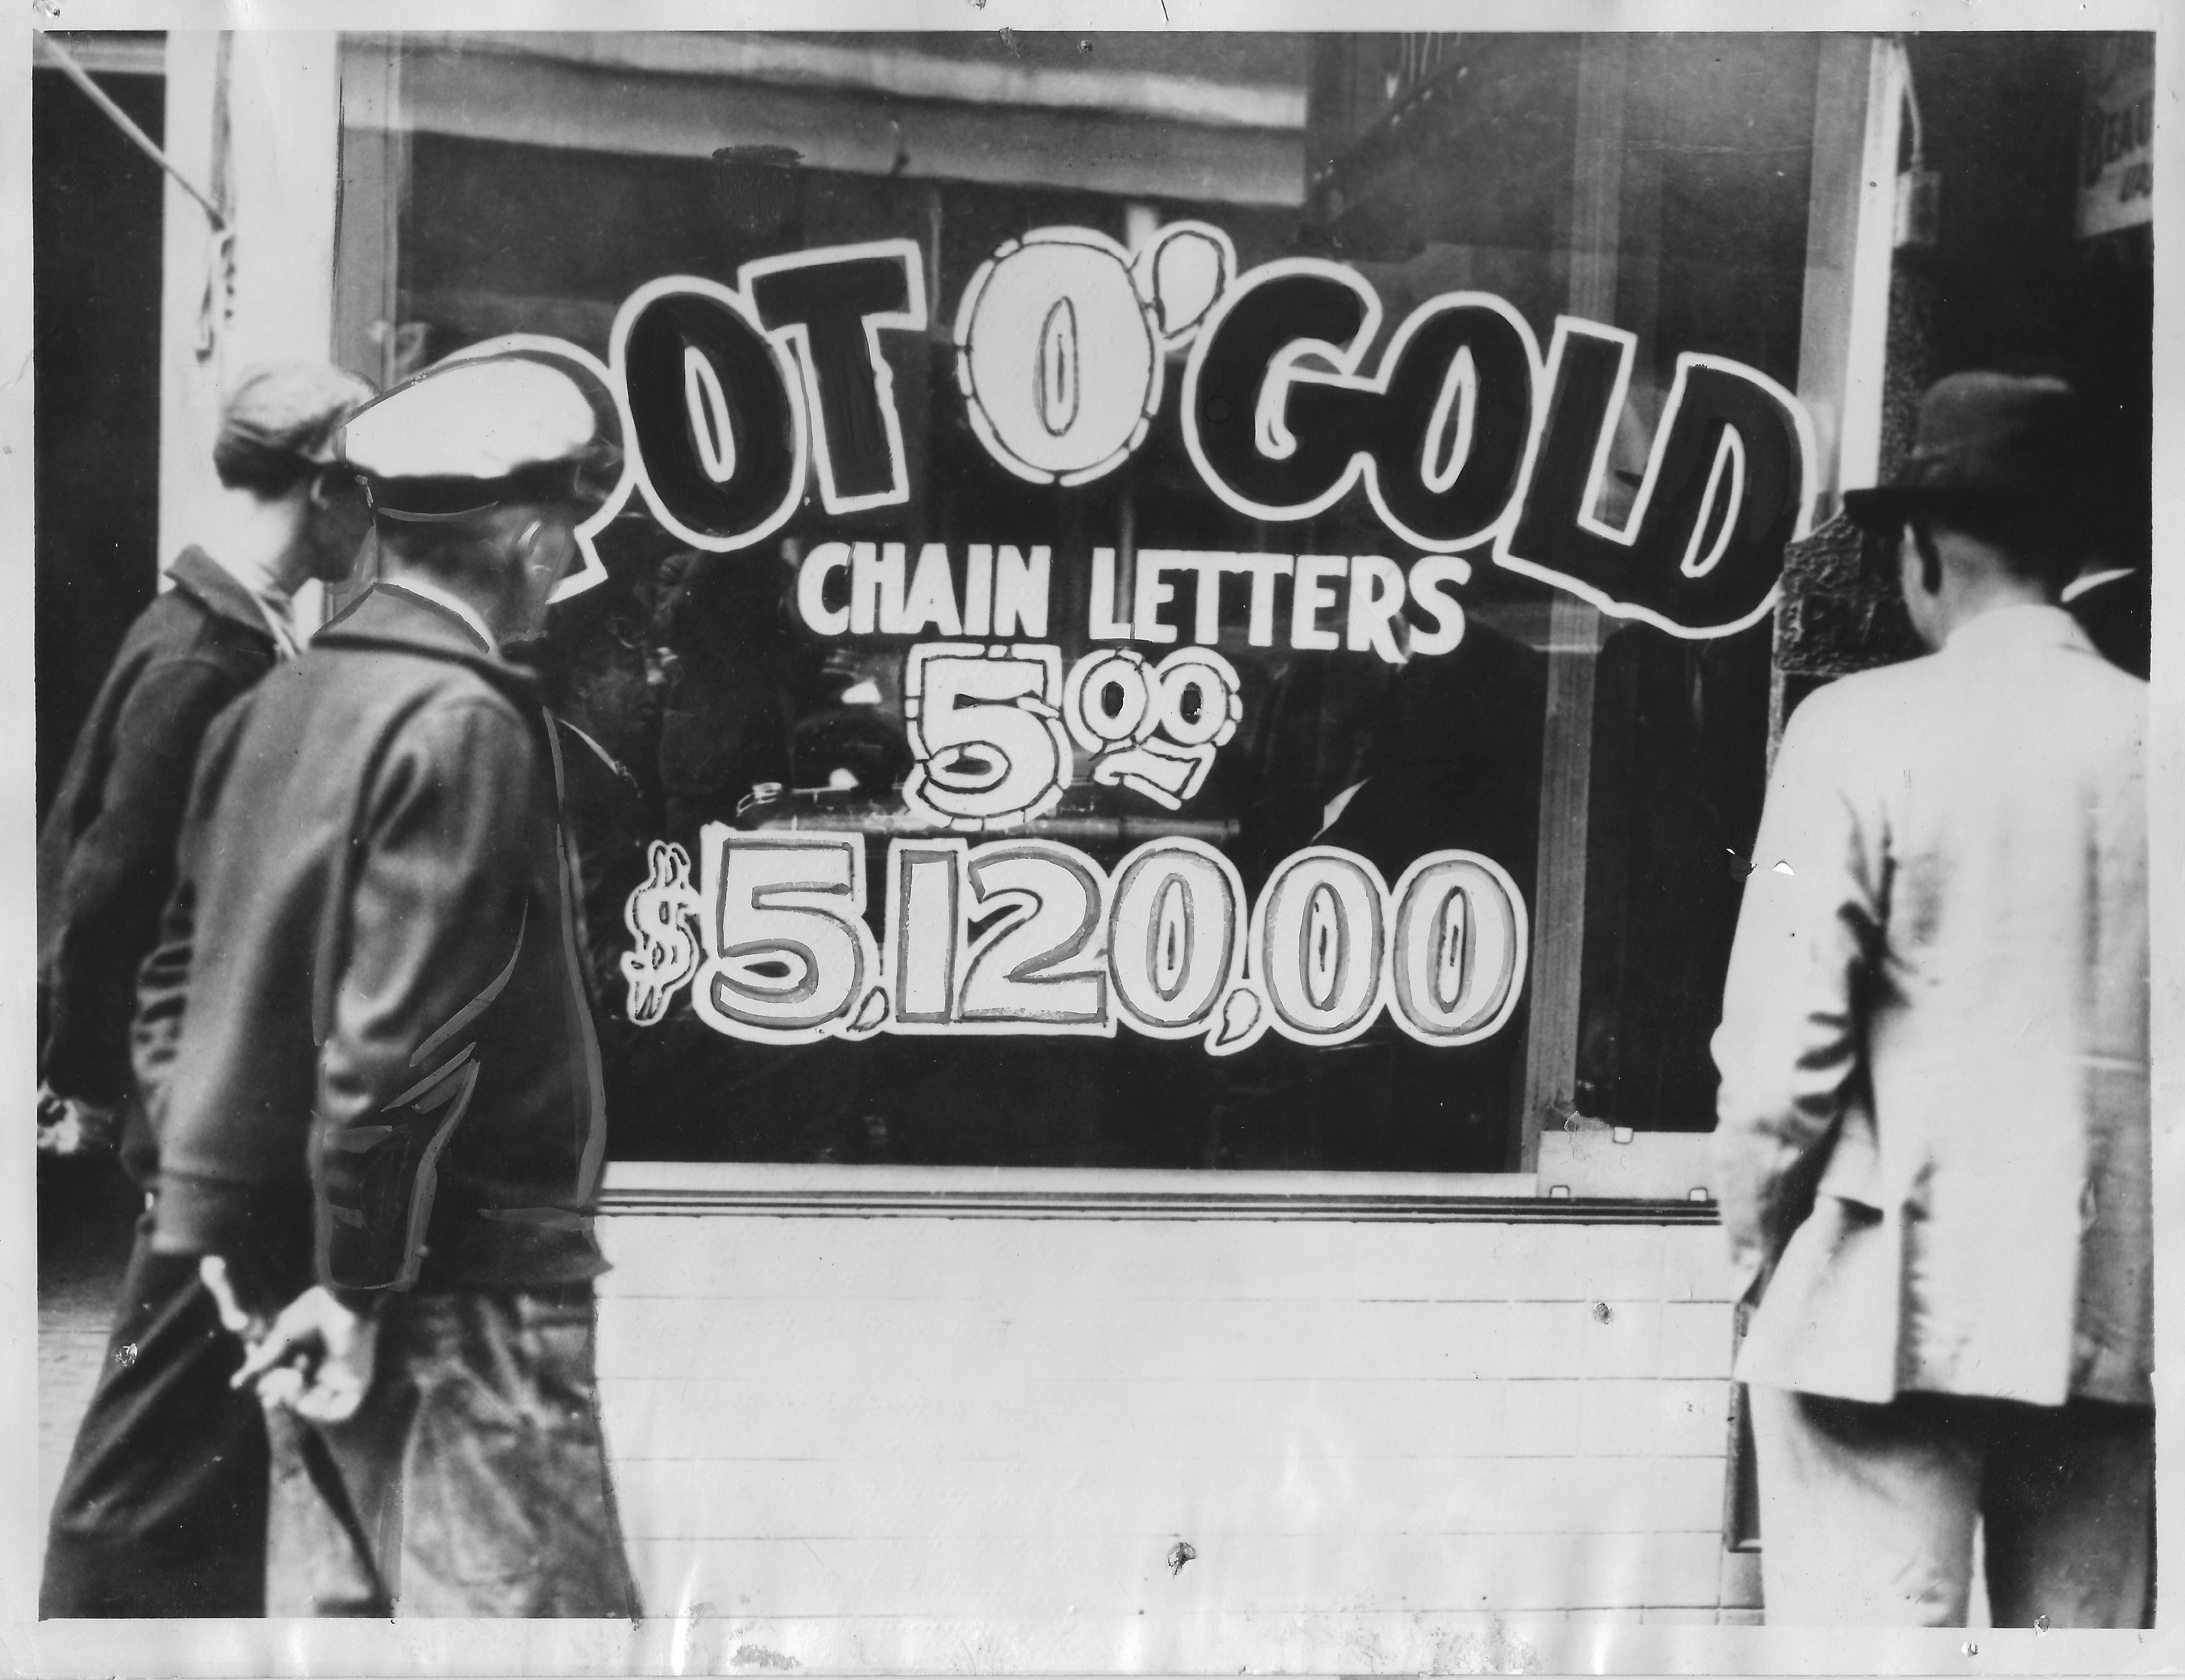 OT O' GOLD
CHAIN LETTERS
5 00
$5,120,00